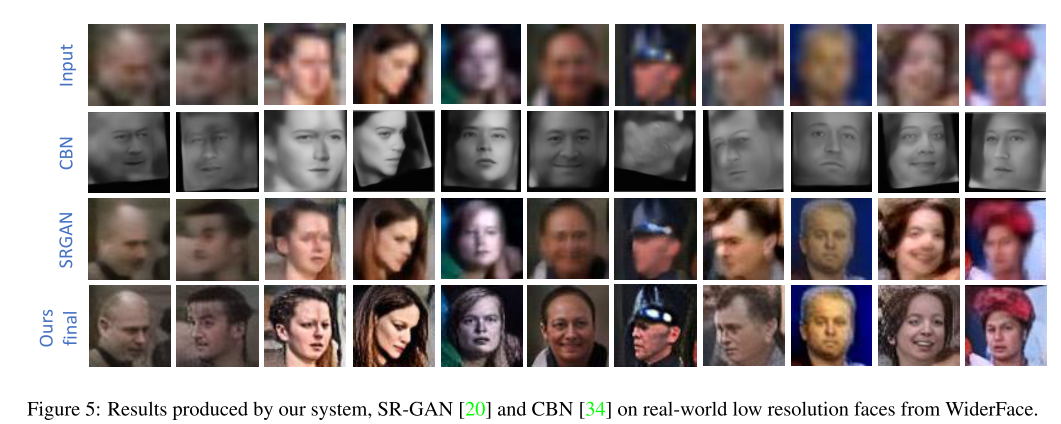 Input
CBN
SRGAN
Ours
final
Figure 5: Results produced by our system, SR-GAN [20] and CBN [34] on real-world low resolution faces from WiderFace.